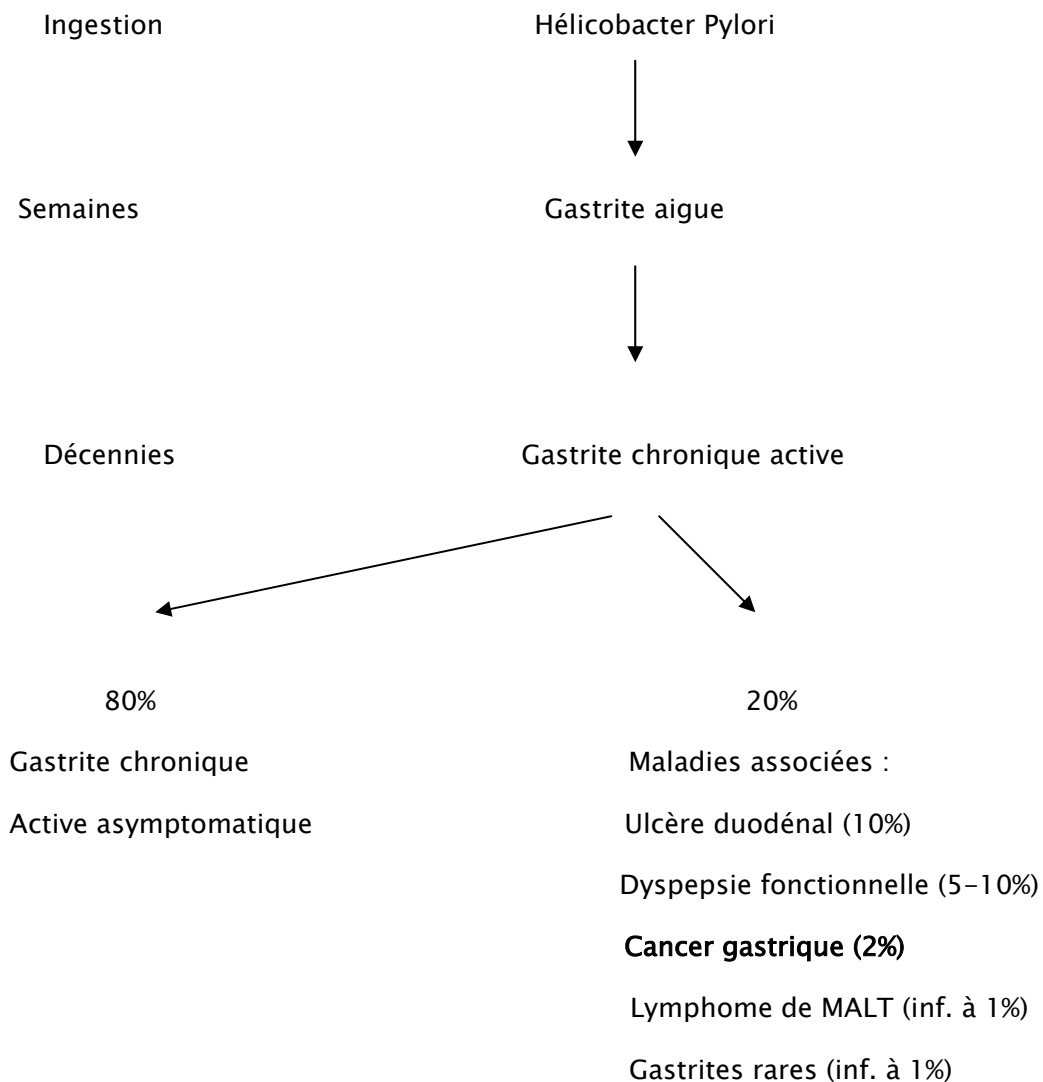 Ingestion Hélicobacter Pylori
Semaines Gastrite aigue
Décennies Gastrite chronique active
80% 20%
Gastrite chronique Maladies associées :
Active asymptomatique Ulcère duodénal (10%)
Dyspepsie fonctionnelle (5-10%)
Cancer gastrique (2%)
Lymphome de MALT (inf. à 1%)
Gastrites rares (inf. à 1%)